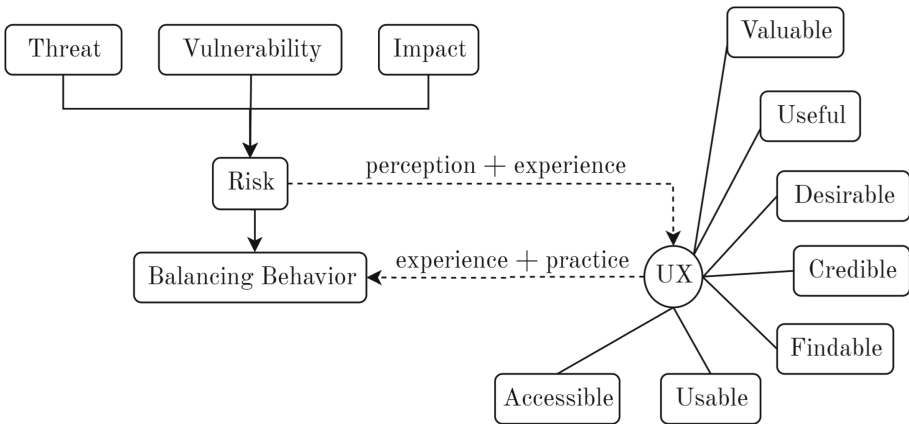 Threat
Vulnerability
Impact
Valuable
Useful
Risk
perception + experience
Desirable
Balancing Behavior
experience + practice
UX
Credible
Findable
Accessible
Usable